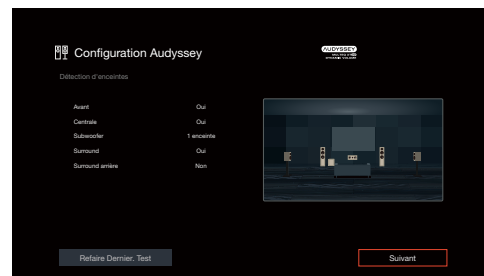 Configuration Audyssey
AUDYSSEY
Détection d'enceintes
Avant Oui
Centrale Oui
Subwoofer 1 enceinte
Surround Oui
Surround arrière Non
Refaire Dernier. Test
Suivant